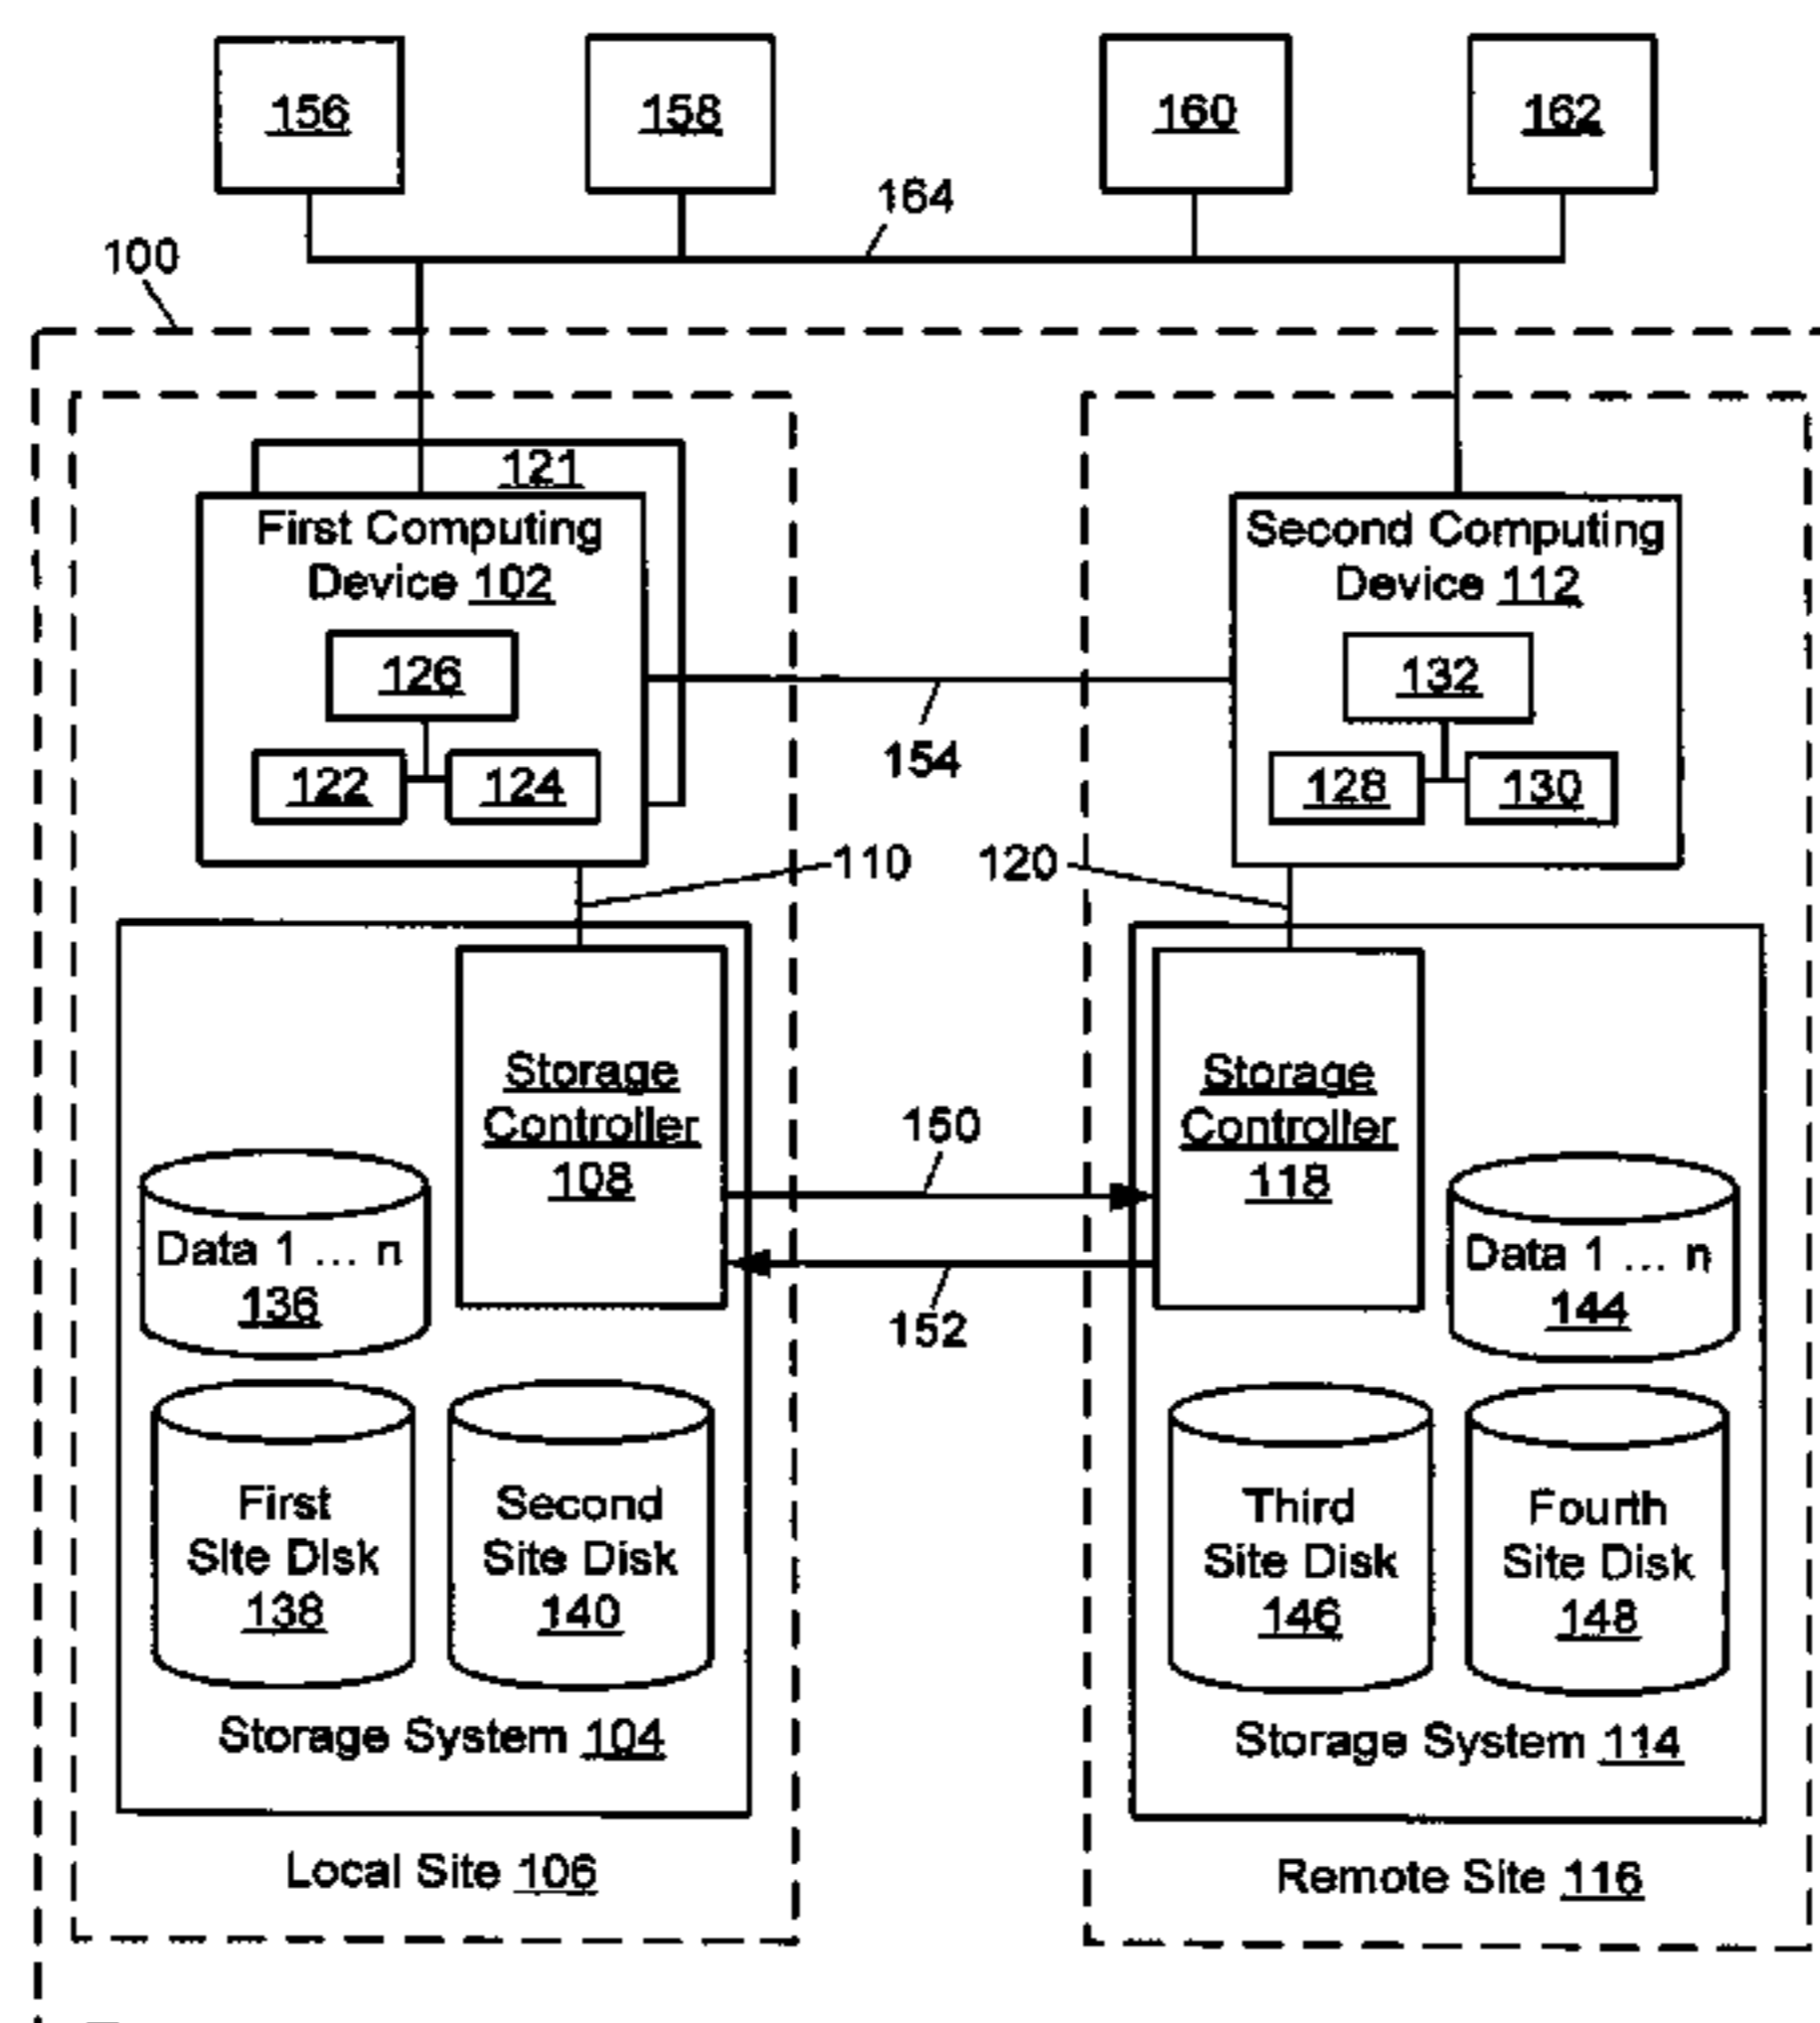 156
158
160
162
164
100
121
First Computing
Device 102
126
122
124
Second Computing
Device 112
132
128
130
154
110
120
Storage
Controller
108
Storage
Controller
118
150
152
Data 1 ... n
136
Data 1 ... n
144
First
Site Disk
138
Second
Site Disk
140
Third
Site Disk
146
Fourth
Site Disk
148
Storage System 104
Storage System 114
Local Site 106
Remote Site 116